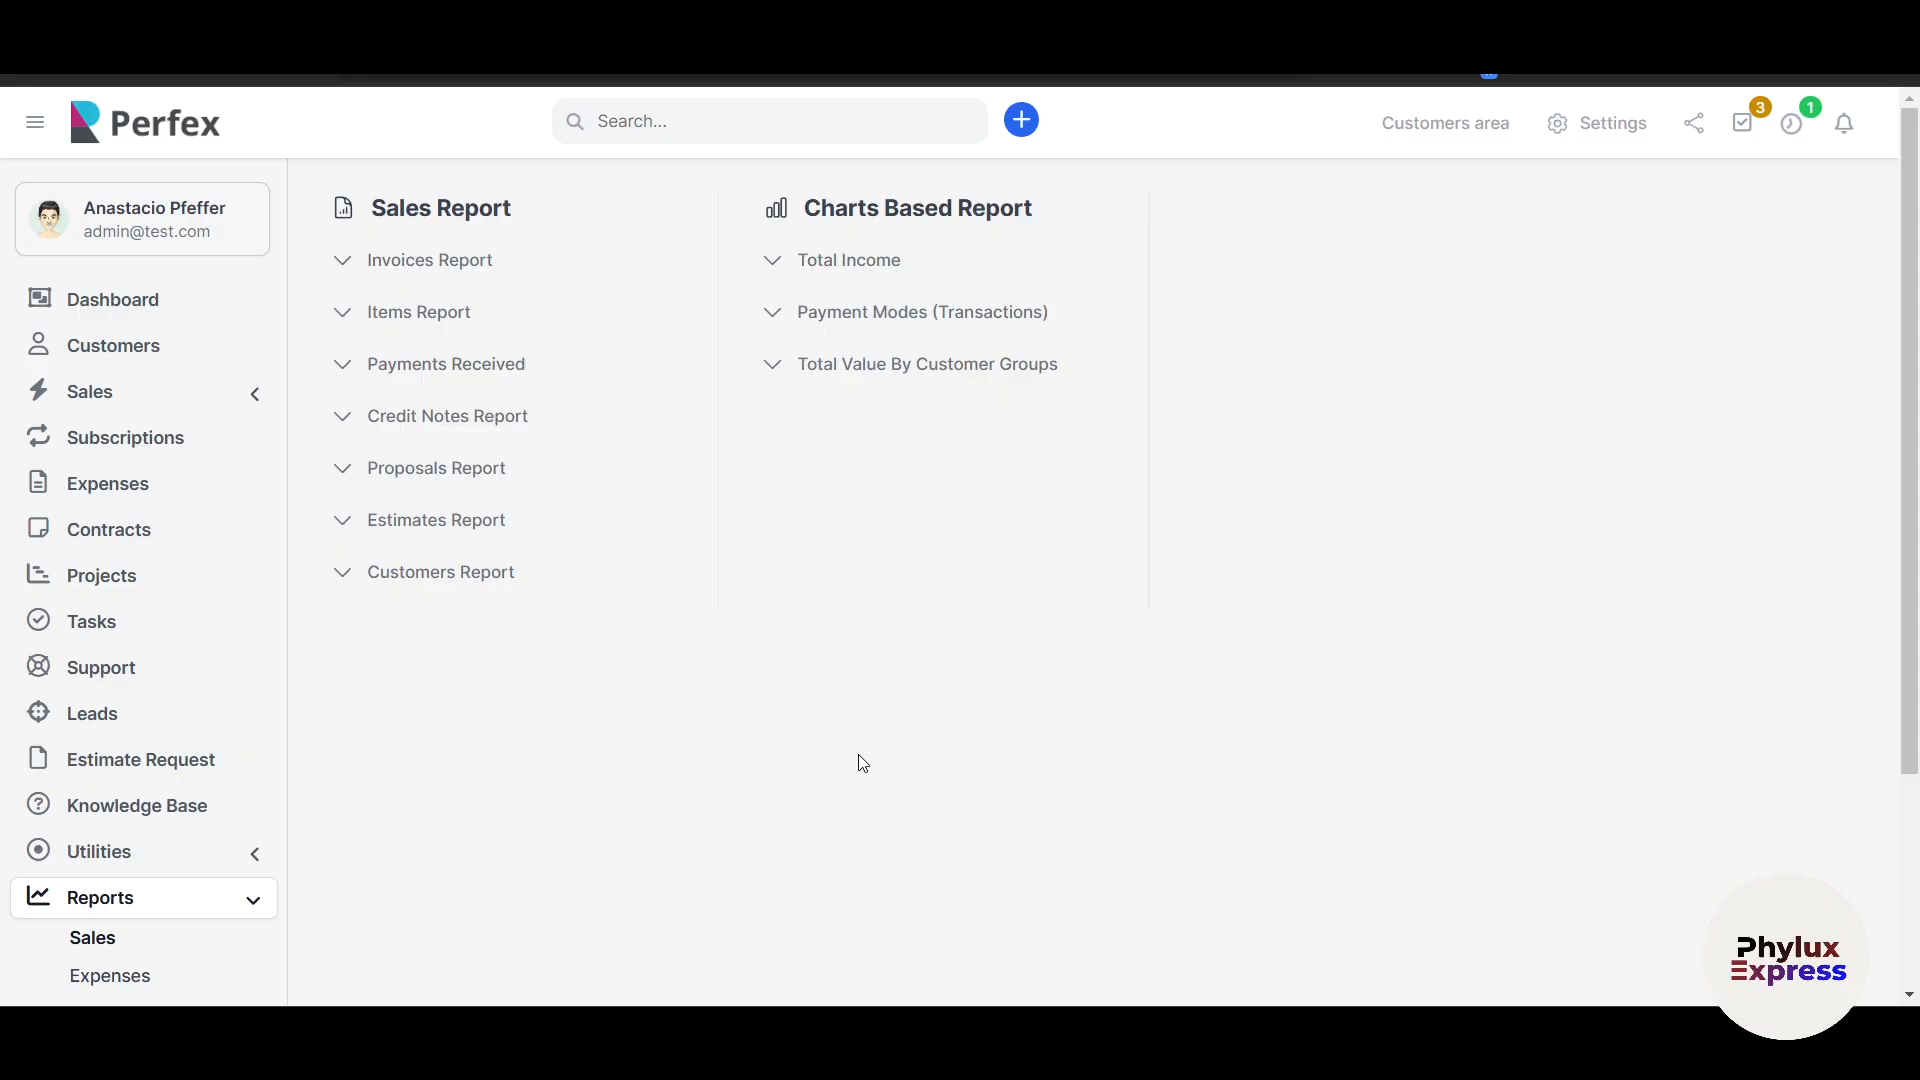 Perfex
Search...
Customers area
Settings
3
1
Anastacio Pfeffer
admin@test.com
Dashboard
Customers
Sales
Subscriptions
Expenses
Contracts
Projects
Tasks
Support
Leads
Estimate Request
Knowledge Base
Utilities
Reports
Sales
Expenses
Sales Report
Invoices Report
Items Report
Payments Received
Credit Notes Report
Proposals Report
Estimates Report
Customers Report
Charts Based Report
Total Income
Payment Modes (Transactions)
Total Value By Customer Groups
Phylux
Express